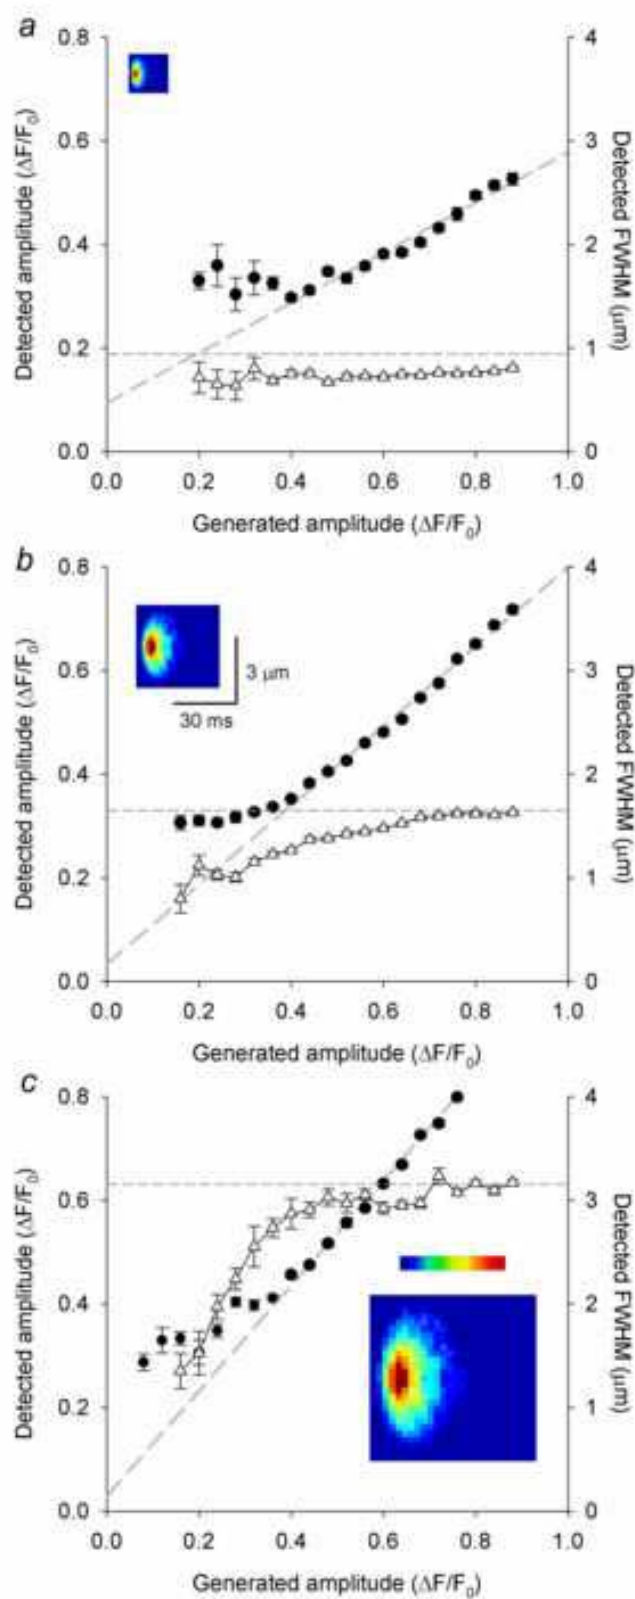 a
0.8
0.6
0.4
0.2
0.0
4
3
2
1
0
0.0 0.2 0.4 0.6 0.8 1.0
Detected amplitude (ΔF/F0)
Detected FWHM (μm)
Generated amplitude (ΔF/F0)
b
0.8
0.6
0.4
0.2
0.0
4
3
2
1
0
3 μm
30 ms
0.0 0.2 0.4 0.6 0.8 1.0
Detected amplitude (ΔF/F0)
Detected FWHM (μm)
Generated amplitude (ΔF/F0)
c
0.8
0.6
0.4
0.2
0.0
4
3
2
1
0
0.0 0.2 0.4 0.6 0.8 1.0
Detected amplitude (ΔF/F0)
Detected FWHM (μm)
Generated amplitude (ΔF/F0)